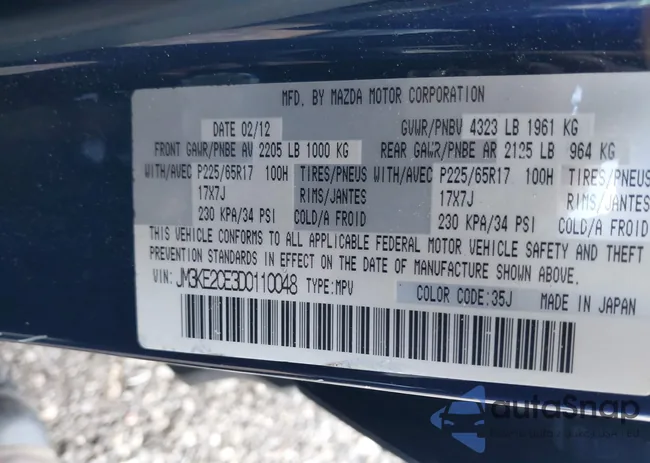 MFD. BY MAZDA MOTOR CORPORATION
DATE 02/12 GVWR/PNBV 4323 LB 1961 KG
FRONT GAWR/PNBE AV 2205 LB 1000 KG REAR GAWR/PNBE AR 2125 LB 964 KG
WITH/AVEC P225/65R17 100H TIRES/PNEUS WITH/AVEC P225/65R17 100H TIRES/PNEUS
17X7J RIMS/JANTES 17X7J RIMS/JANTES
230 KPA/34 PSI COLD/A FROID 230 KPA/34 PSI COLD/A FROID
THIS VEHICLE CONFORMS TO ALL APPLICABLE FEDERAL MOTOR VEHICLE SAFETY AND THEFT
PREVENTION STANDARDS IN EFFECT ON THE DATE OF MANUFACTURE SHOWN ABOVE.
VIN: JM3KE2CE3D0110048 TYPE: MPV COLOR CODE: 35J MADE IN JAPAN
autoSnap